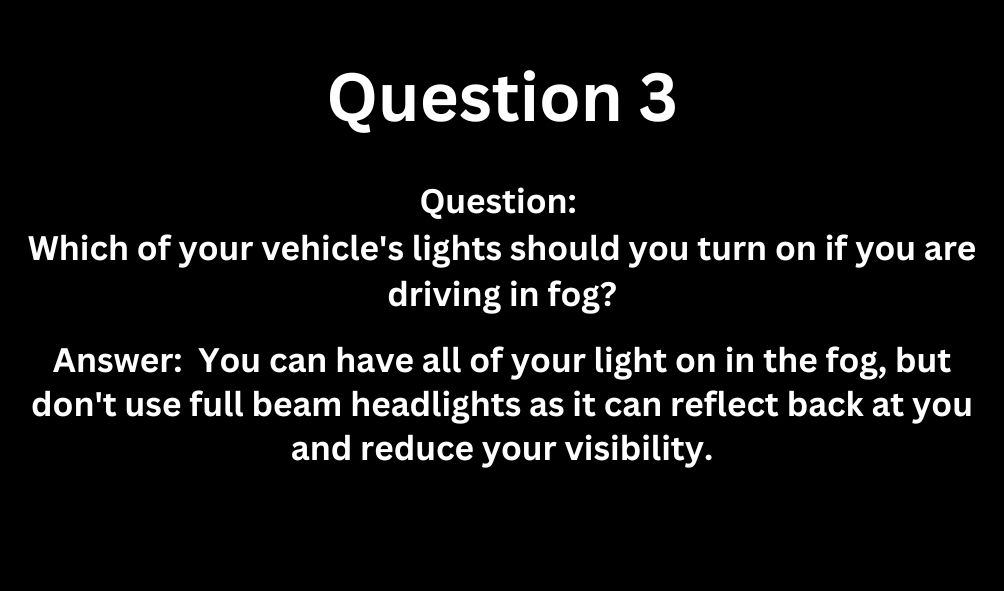 Question 3
Question:
Which of your vehicle's lights should you turn on if you are
driving in fog?
Answer:  You can have all of your light on in the fog, but
don't use full beam headlights as it can reflect back at you
and reduce your visibility.